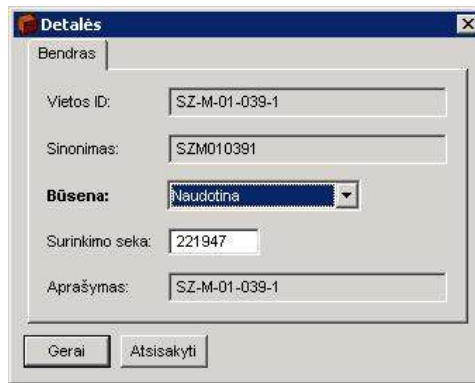 Detalės
Bendras
Vietos ID: SZ-M-01-039-1
Sinonimas: SZM010391
Būsena: Naudotina
Surinkimo seka: 221947
Aprašymas: SZ-M-01-039-1
Gerai Atsisakyti